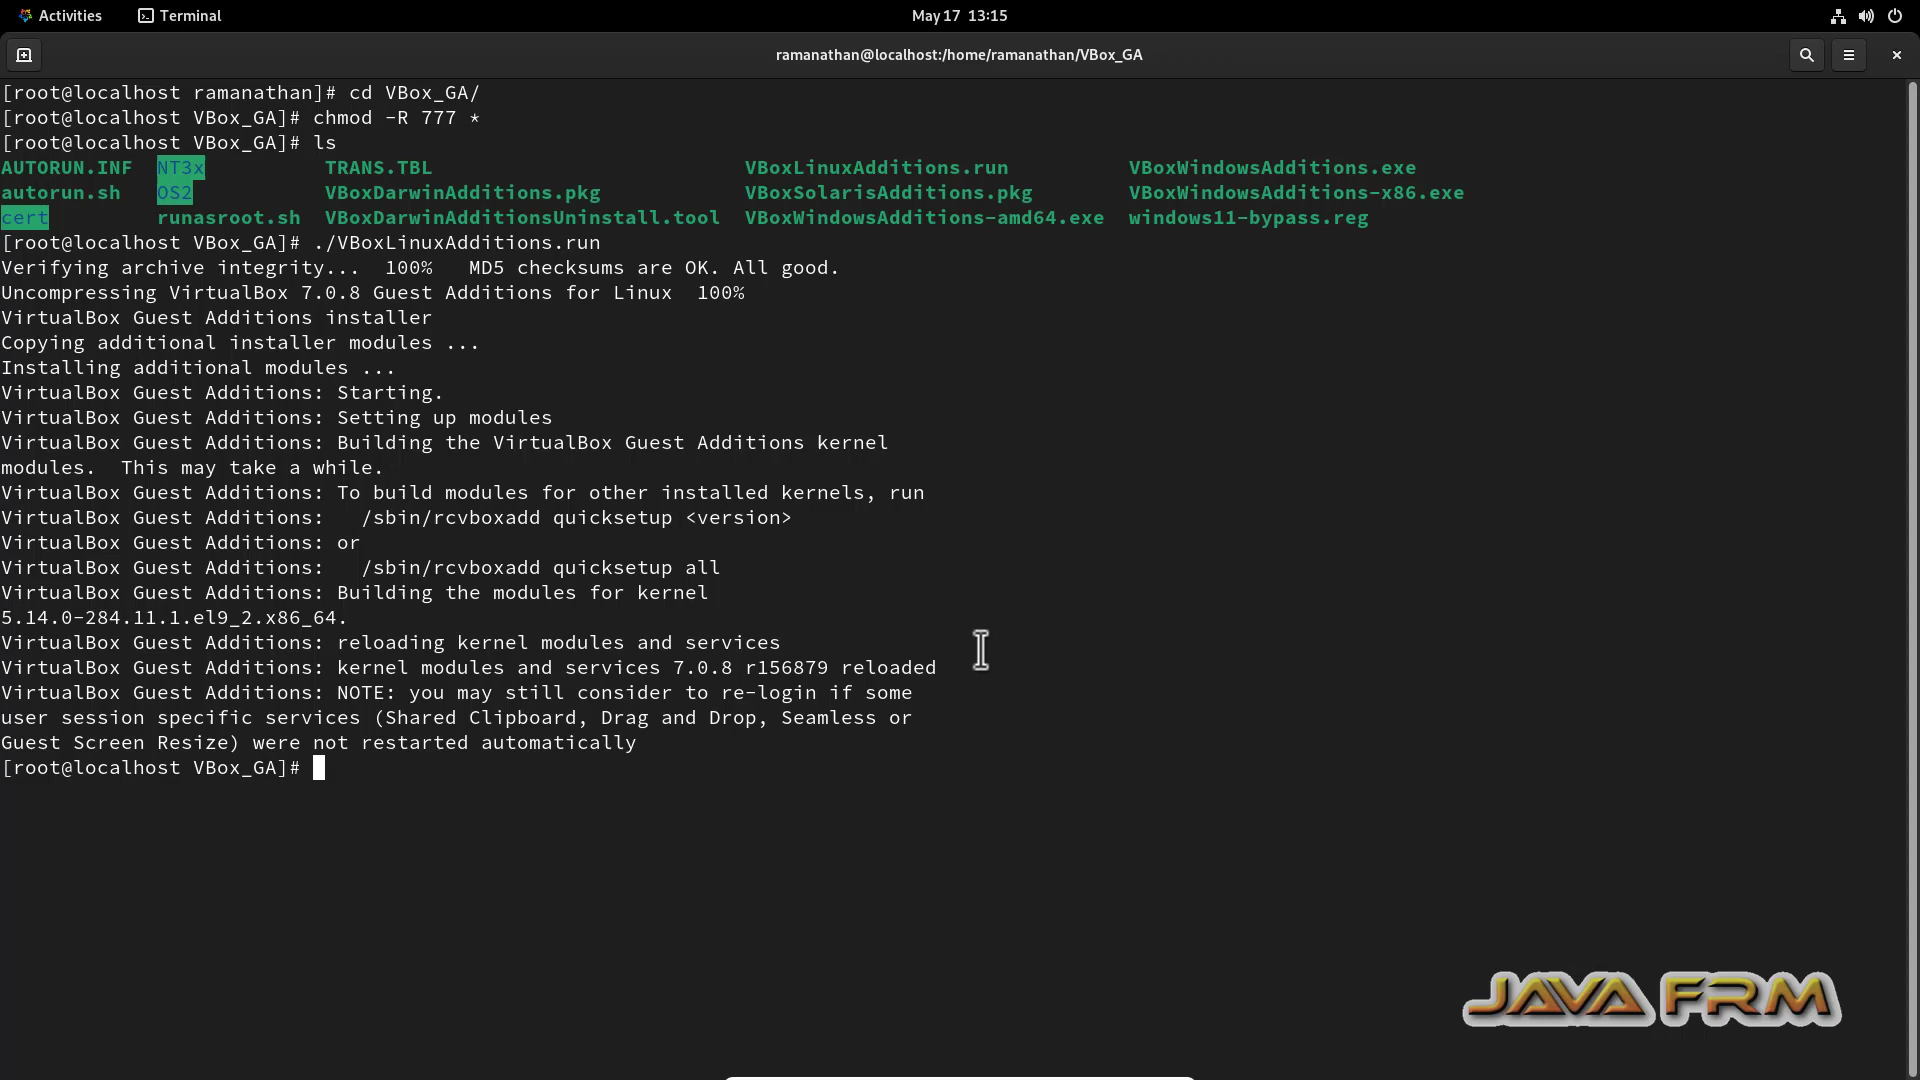 Activities Terminal May 17 13:15
ramanathan@localhost:/home/ramanathan/VBox_GA
[root@localhost ramanathan]# cd VBox_GA/
[root@localhost VBox_GA]# chmod -R 777 *
[root@localhost VBox_GA]# ls
AUTORUN.INF NT3x TRANS.TBL VBoxLinuxAdditions.run VBoxWindowsAdditions.exe
autorun.sh OS2 VBoxDarwinAdditions.pkg VBoxSolarisAdditions.pkg VBoxWindowsAdditions-x86.exe
cert runasroot.sh VBoxDarwinAdditionsUninstall.tool VBoxWindowsAdditions-amd64.exe windows11-bypass.reg
[root@localhost VBox_GA]# ./VBoxLinuxAdditions.run
Verifying archive integrity... 100% MD5 checksums are OK. All good.
Uncompressing VirtualBox 7.0.8 Guest Additions for Linux 100%
VirtualBox Guest Additions installer
Copying additional installer modules ...
Installing additional modules ...
VirtualBox Guest Additions: Starting.
VirtualBox Guest Additions: Setting up modules
VirtualBox Guest Additions: Building the VirtualBox Guest Additions kernel
modules. This may take a while.
VirtualBox Guest Additions: To build modules for other installed kernels, run
VirtualBox Guest Additions: /sbin/rcvboxadd quicksetup <version>
VirtualBox Guest Additions: or
VirtualBox Guest Additions: /sbin/rcvboxadd quicksetup all
VirtualBox Guest Additions: Building the modules for kernel
5.14.0-284.11.1.el9_2.x86_64.
VirtualBox Guest Additions: reloading kernel modules and services
VirtualBox Guest Additions: kernel modules and services 7.0.8 r156879 reloaded
VirtualBox Guest Additions: NOTE: you may still consider to re-login if some
user session specific services (Shared Clipboard, Drag and Drop, Seamless or
Guest Screen Resize) were not restarted automatically
[root@localhost VBox_GA]#
JAVA FRM